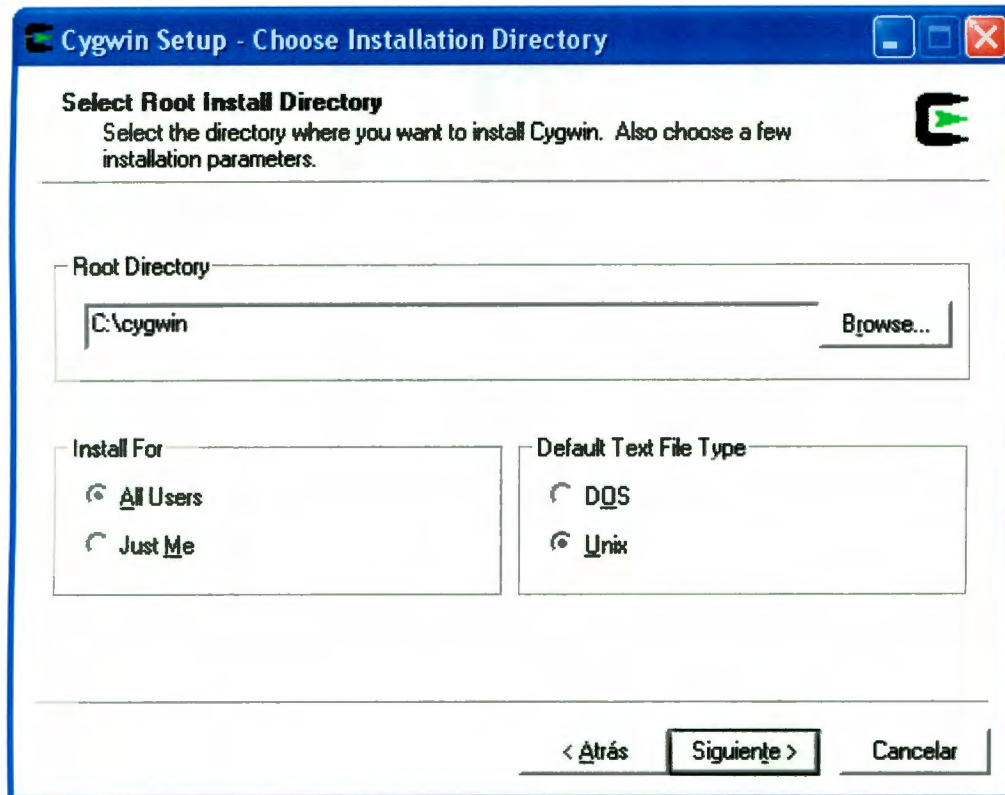 Cygwin Setup - Choose Installation Directory
Select Root Install Directory
Select the directory where you want to install Cygwin. Also choose a few
installation parameters.
Root Directory
C:\cygwin
Browse...
Install For
All Users
Just Me
Default Text File Type
DOS
Unix
< Atrás
Siguiente >
Cancelar